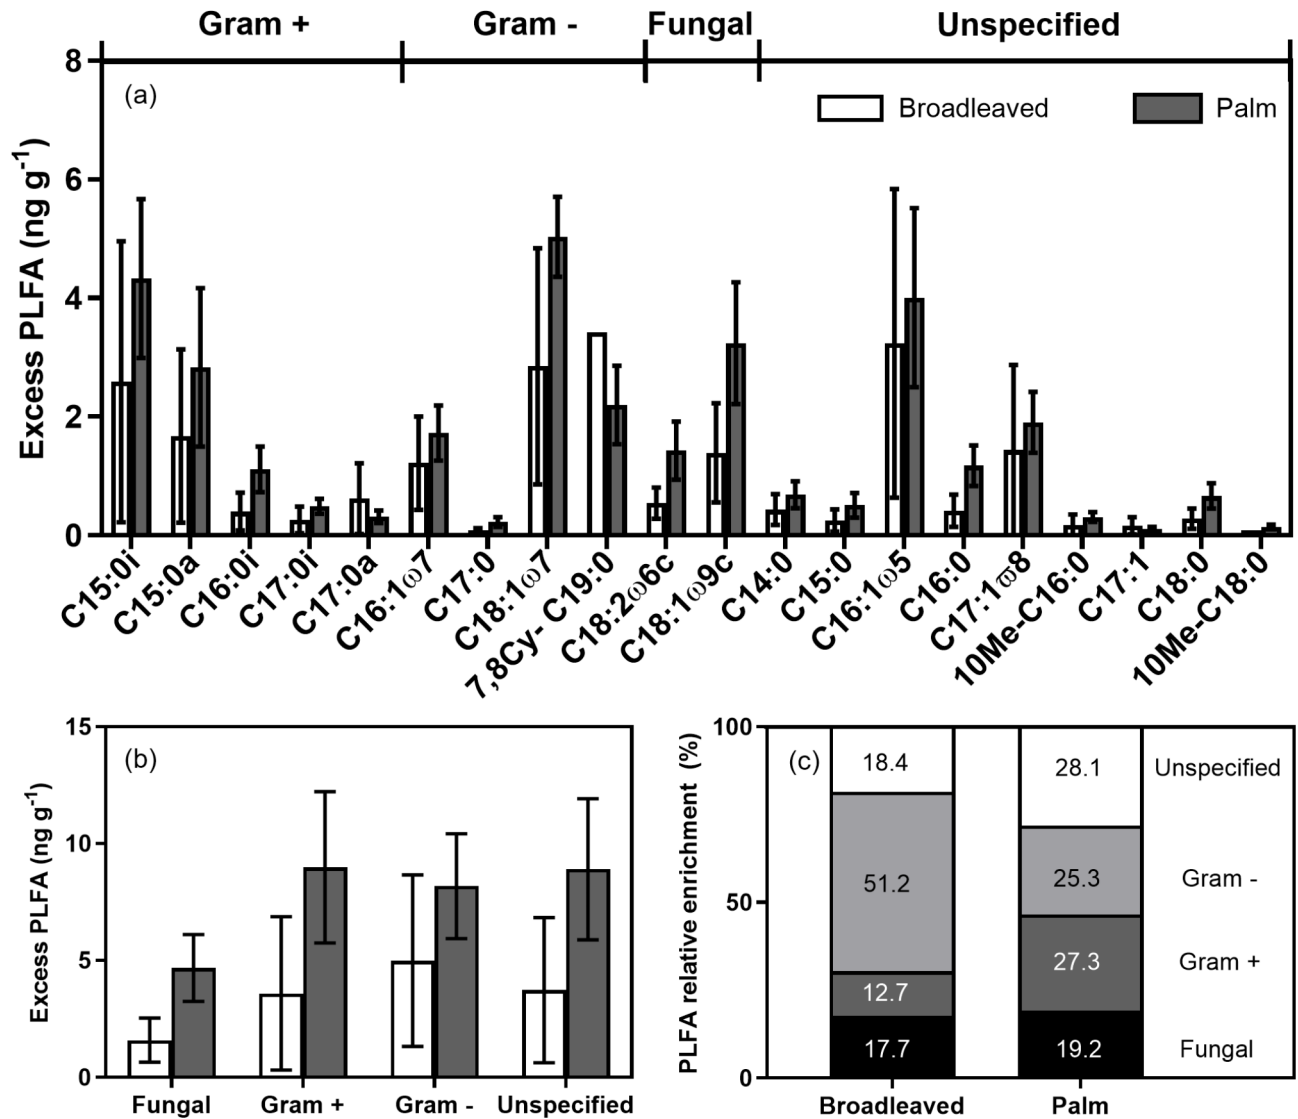 Gram + Gram - Fungal Unspecified
(a)
Broadleaved Palm
Excess PLFA (ng g⁻¹)
8
6
4
2
0
C15:0i C15:0a C16:0i C17:0i C17:0a C16:1ω7 C17:0 C18:1ω7 7,8Cy- C19:0 C18:2ω6c C18:1ω9c C14:0 C15:0 C16:1ω5 C16:0 C17:1ϖ8 10Me-C16:0 C17:1 C18:0 10Me-C18:0
(b)
Excess PLFA (ng g⁻¹)
15
10
5
0
Fungal Gram + Gram - Unspecified
(c)
PLFA relative enrichment (%)
100
50
0
18.4 28.1 Unspecified
51.2 25.3 Gram -
12.7 27.3 Gram +
17.7 19.2 Fungal
Broadleaved Palm